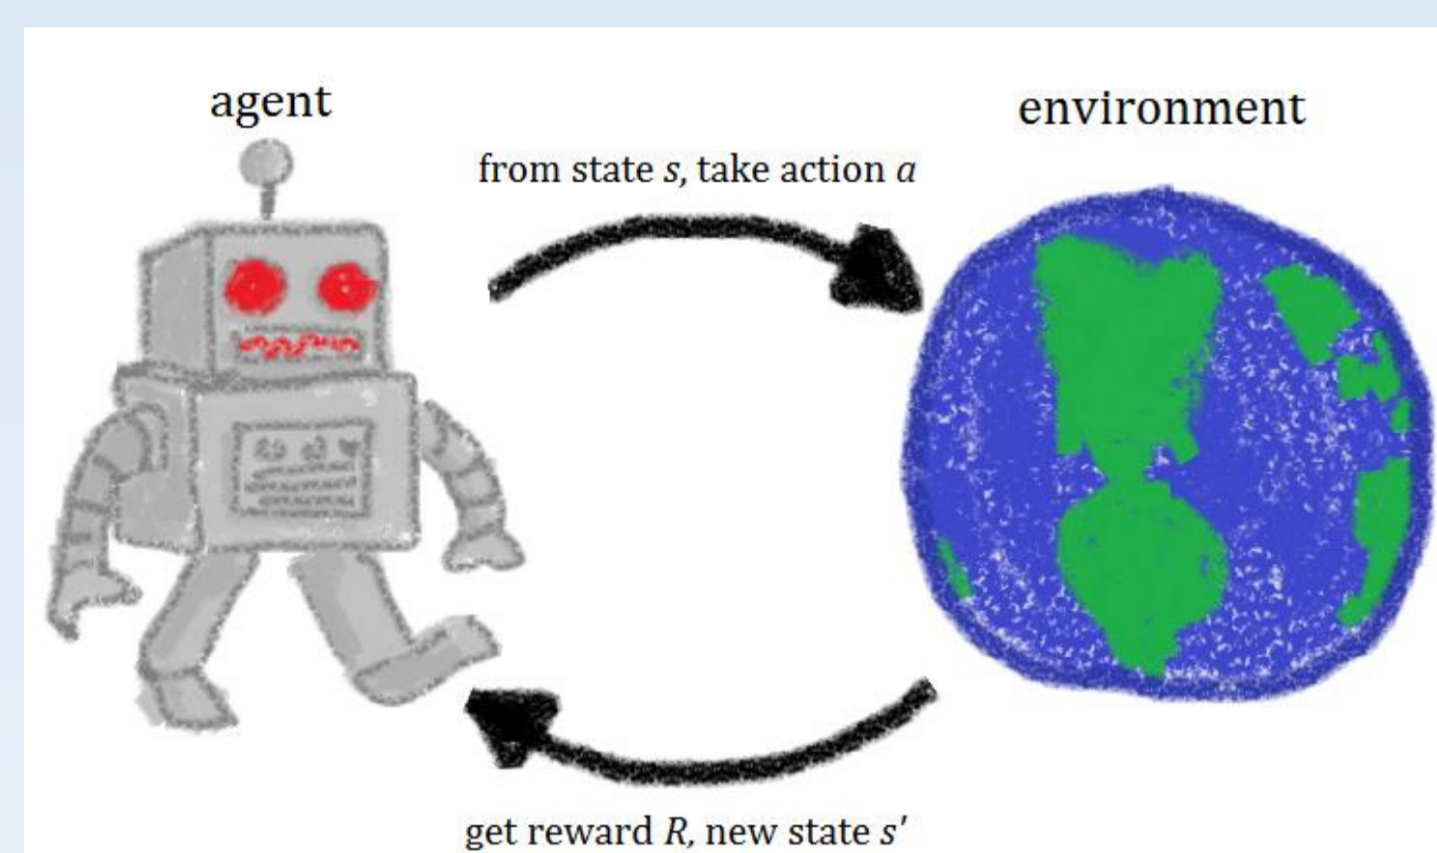 agent
environment
from state s, take action a
get reward R, new state s'